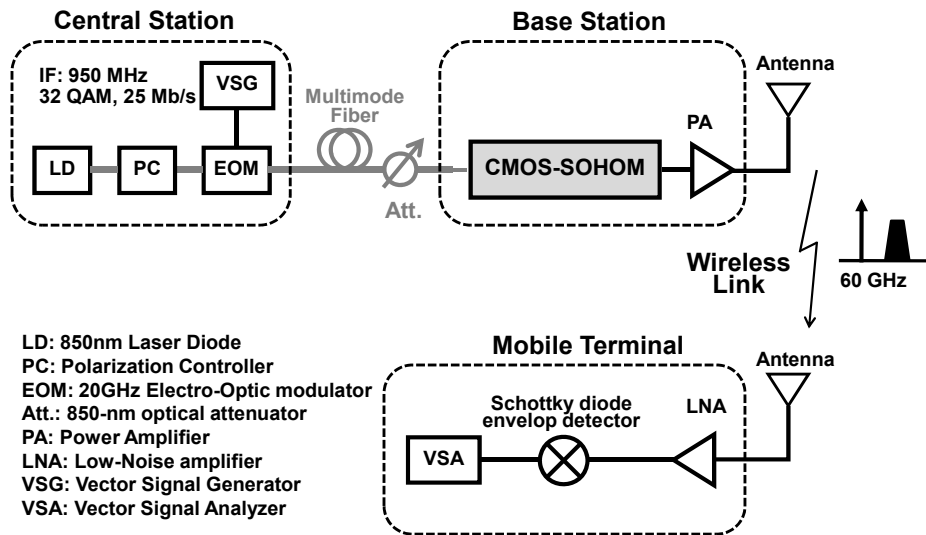 Central Station
IF: 950 MHz
32 QAM, 25 Mb/s
VSG
LD
PC
EOM
Multimode
Fiber
Att.
Base Station
CMOS-SOHOM
PA
Antenna
Wireless
Link
60 GHz
LD: 850nm Laser Diode
PC: Polarization Controller
EOM: 20GHz Electro-Optic modulator
Att.: 850-nm optical attenuator
PA: Power Amplifier
LNA: Low-Noise amplifier
VSG: Vector Signal Generator
VSA: Vector Signal Analyzer
Mobile Terminal
Schottky diode
envelop detector
VSA
LNA
Antenna